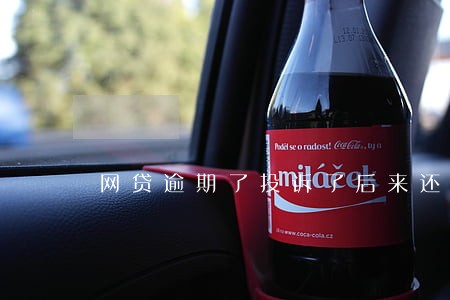 Poděl se o radost! Coca-Cola, ty a
miláček
网贷逾期了投诉了后来还
www.coca-cola.cz